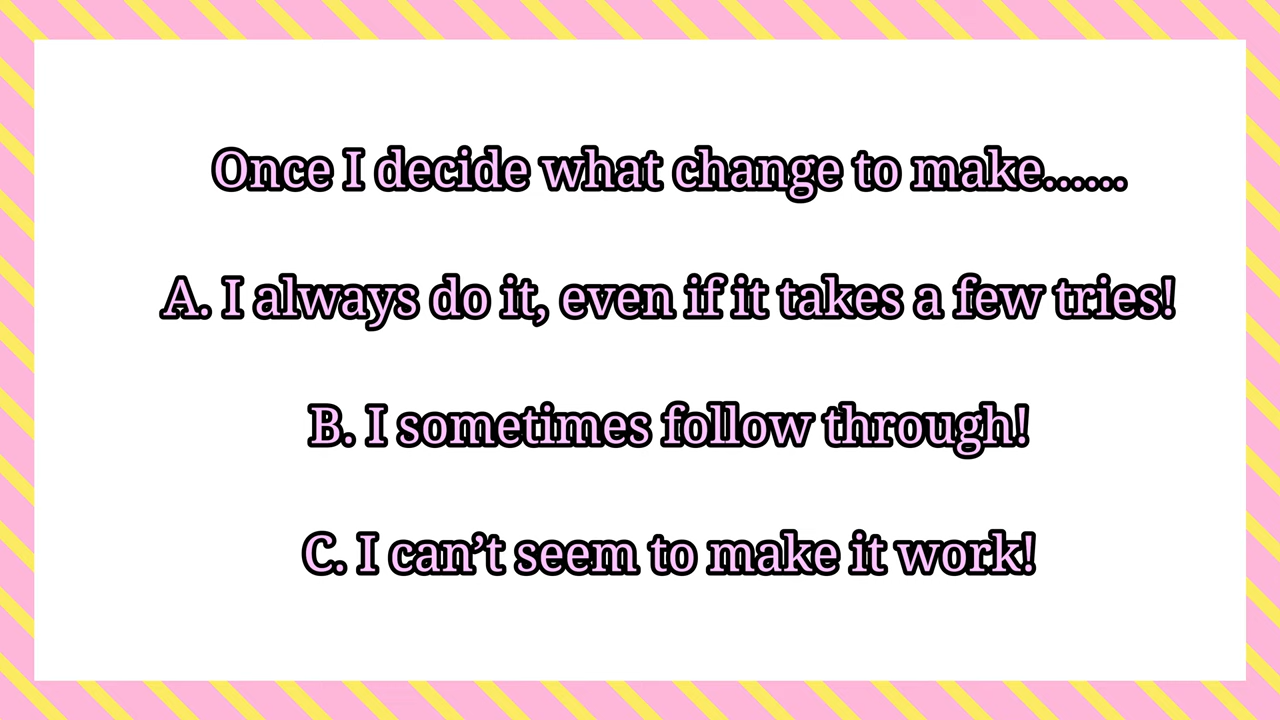 Once I decide what change to make......
A. I always do it, even if it takes a few tries!
B. I sometimes follow through!
C. I can’t seem to make it work!